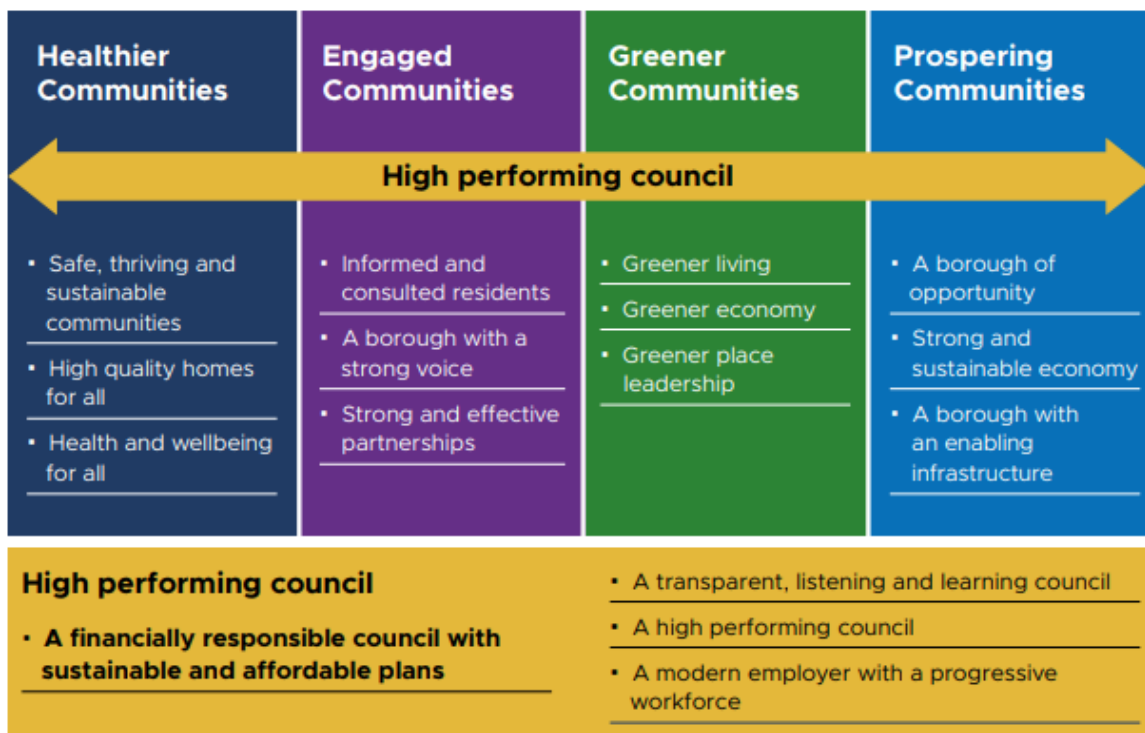 Healthier
Communities
Engaged
Communities
Greener
Communities
Prospering
Communities
High performing council
• Safe, thriving and
sustainable
communities
• High quality homes
for all
• Health and wellbeing
for all
• Informed and
consulted residents
• A borough with a
strong voice
• Strong and effective
partnerships
• Greener living
• Greener economy
• Greener place
leadership
• A borough of
opportunity
• Strong and
sustainable economy
• A borough with
an enabling
infrastructure
High performing council
• A financially responsible council with
sustainable and affordable plans
• A transparent, listening and learning council
• A high performing council
• A modern employer with a progressive
workforce